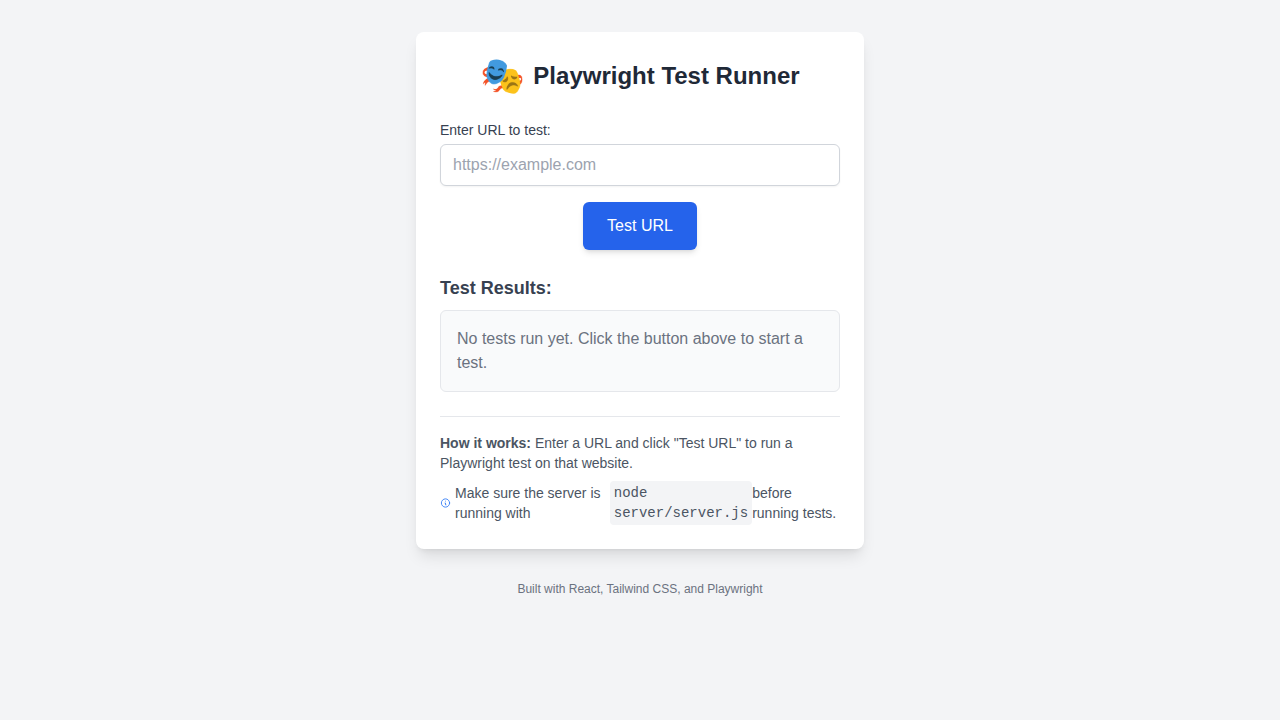 Playwright Test Runner
Enter URL to test:
https://example.com
Test URL
Test Results:
No tests run yet. Click the button above to start a
test.
How it works: Enter a URL and click "Test URL" to run a
Playwright test on that website.
Make sure the server is
running with
node
server/server.js
before
running tests.
Built with React, Tailwind CSS, and Playwright